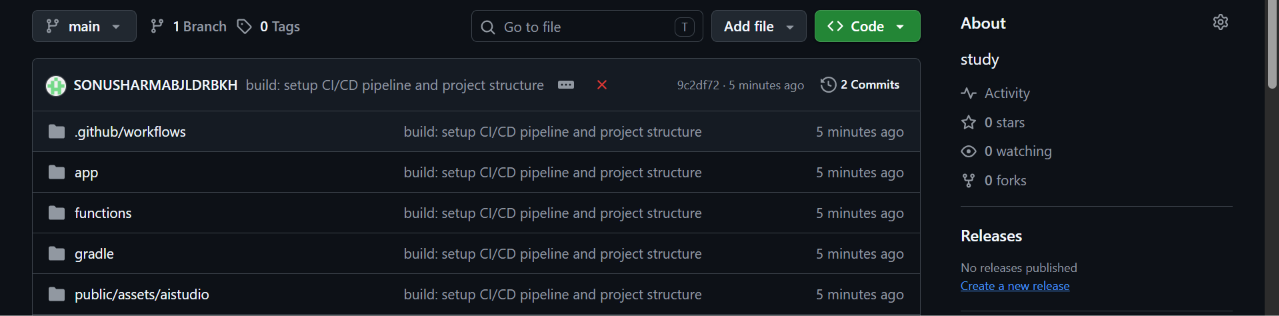 main 1 Branch 0 Tags Go to file T Add file Code
SONUSHARMABJLDRBKH build: setup CI/CD pipeline and project structure 9c2df72 · 5 minutes ago 2 Commits
.github/workflows build: setup CI/CD pipeline and project structure 5 minutes ago
app build: setup CI/CD pipeline and project structure 5 minutes ago
functions build: setup CI/CD pipeline and project structure 5 minutes ago
gradle build: setup CI/CD pipeline and project structure 5 minutes ago
public/assets/aistudio build: setup CI/CD pipeline and project structure 5 minutes ago
About
study
Activity
0 stars
0 watching
0 forks
Releases
No releases published
Create a new release